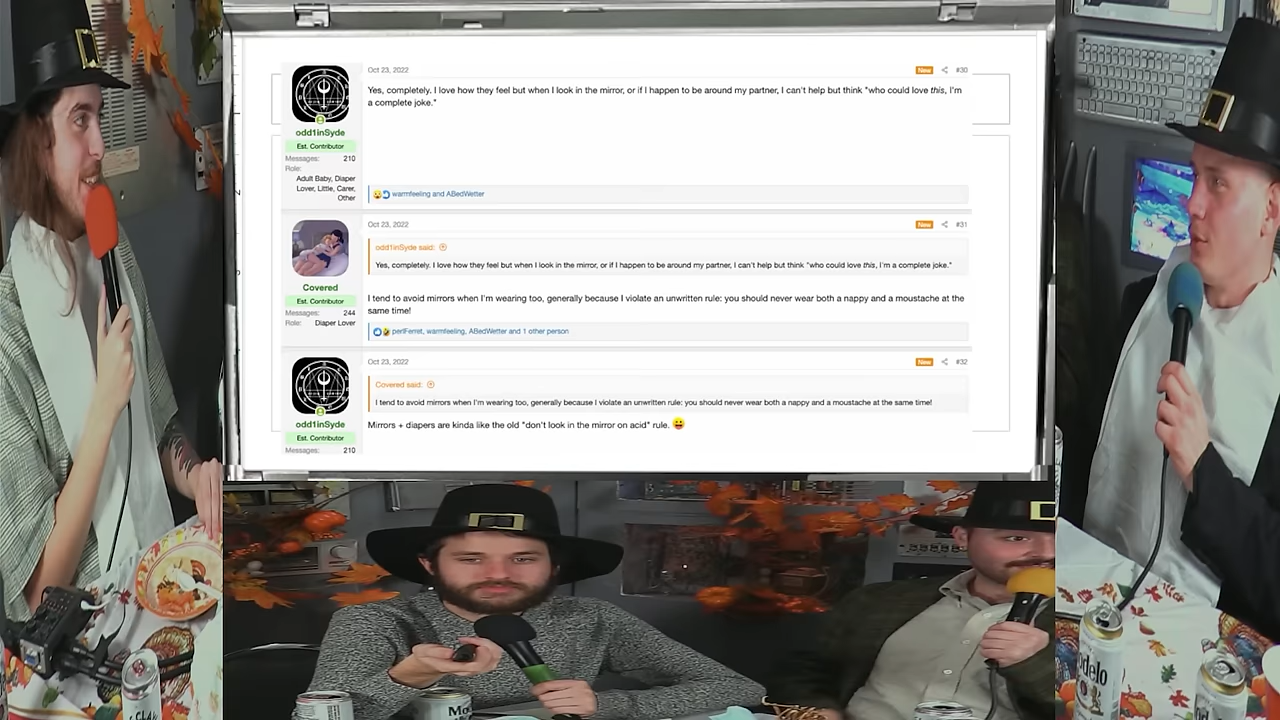 Oct 23, 2022
New
#30
Yes, completely. I love how they feel but when I look in the mirror, or if I happen to be around my partner, I can't help but think "who could love this, I'm
a complete joke."
odd1inSyde
Est. Contributor
Messages: 210
Role:
Adult Baby, Diaper
Lover, Little, Carer,
Other
warmfeeling and ABedWetter
Oct 23, 2022
New
#31
odd1inSyde said:
Yes, completely. I love how they feel but when I look in the mirror, or if I happen to be around my partner, I can't help but think "who could love this, I'm a complete joke."
Covered
Est. Contributor
Messages: 244
Role: Diaper Lover
I tend to avoid mirrors when I'm wearing too, generally because I violate an unwritten rule: you should never wear both a nappy and a moustache at the
same time!
perlFerret, warmfeeling, ABedWetter and 1 other person
Oct 23, 2022
New
#32
Covered said:
I tend to avoid mirrors when I'm wearing too, generally because I violate an unwritten rule: you should never wear both a nappy and a moustache at the same time!
odd1inSyde
Est. Contributor
Messages: 210
Mirrors + diapers are kinda like the old "don't look in the mirror on acid" rule.
Mo
odelo